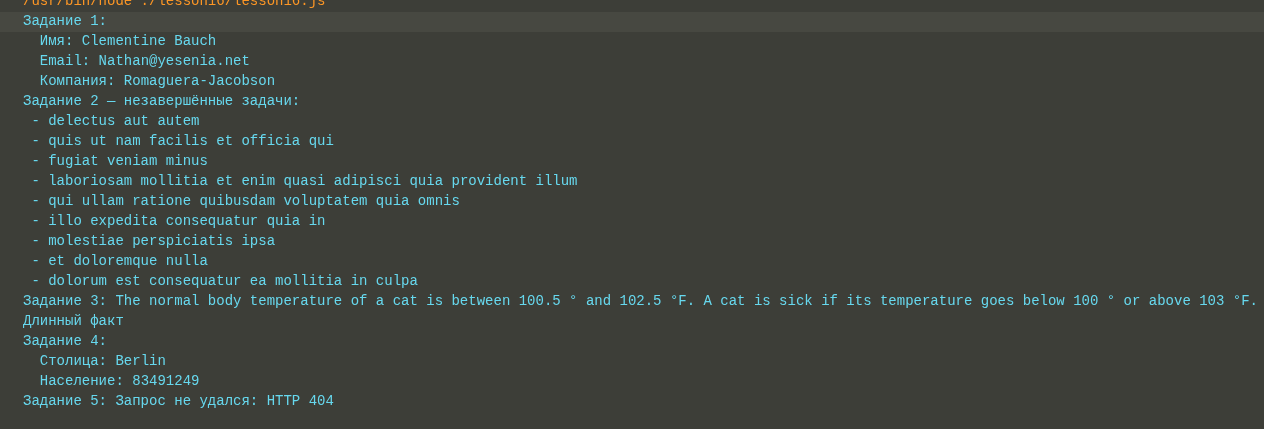 /usr/bin/node ./lesson16/lesson16.js
Задание 1:
Имя: Clementine Bauch
Email: Nathan@yesenia.net
Компания: Romaguera-Jacobson
Задание 2 — незавершённые задачи:
- delectus aut autem
- quis ut nam facilis et officia qui
- fugiat veniam minus
- laboriosam mollitia et enim quasi adipisci quia provident illum
- qui ullam ratione quibusdam voluptatem quia omnis
- illo expedita consequatur quia in
- molestiae perspiciatis ipsa
- et doloremque nulla
- dolorum est consequatur ea mollitia in culpa
Задание 3: The normal body temperature of a cat is between 100.5 ° and 102.5 °F. A cat is sick if its temperature goes below 100 ° or above 103 °F.
Длинный факт
Задание 4:
Столица: Berlin
Население: 83491249
Задание 5: Запрос не удался: HTTP 404